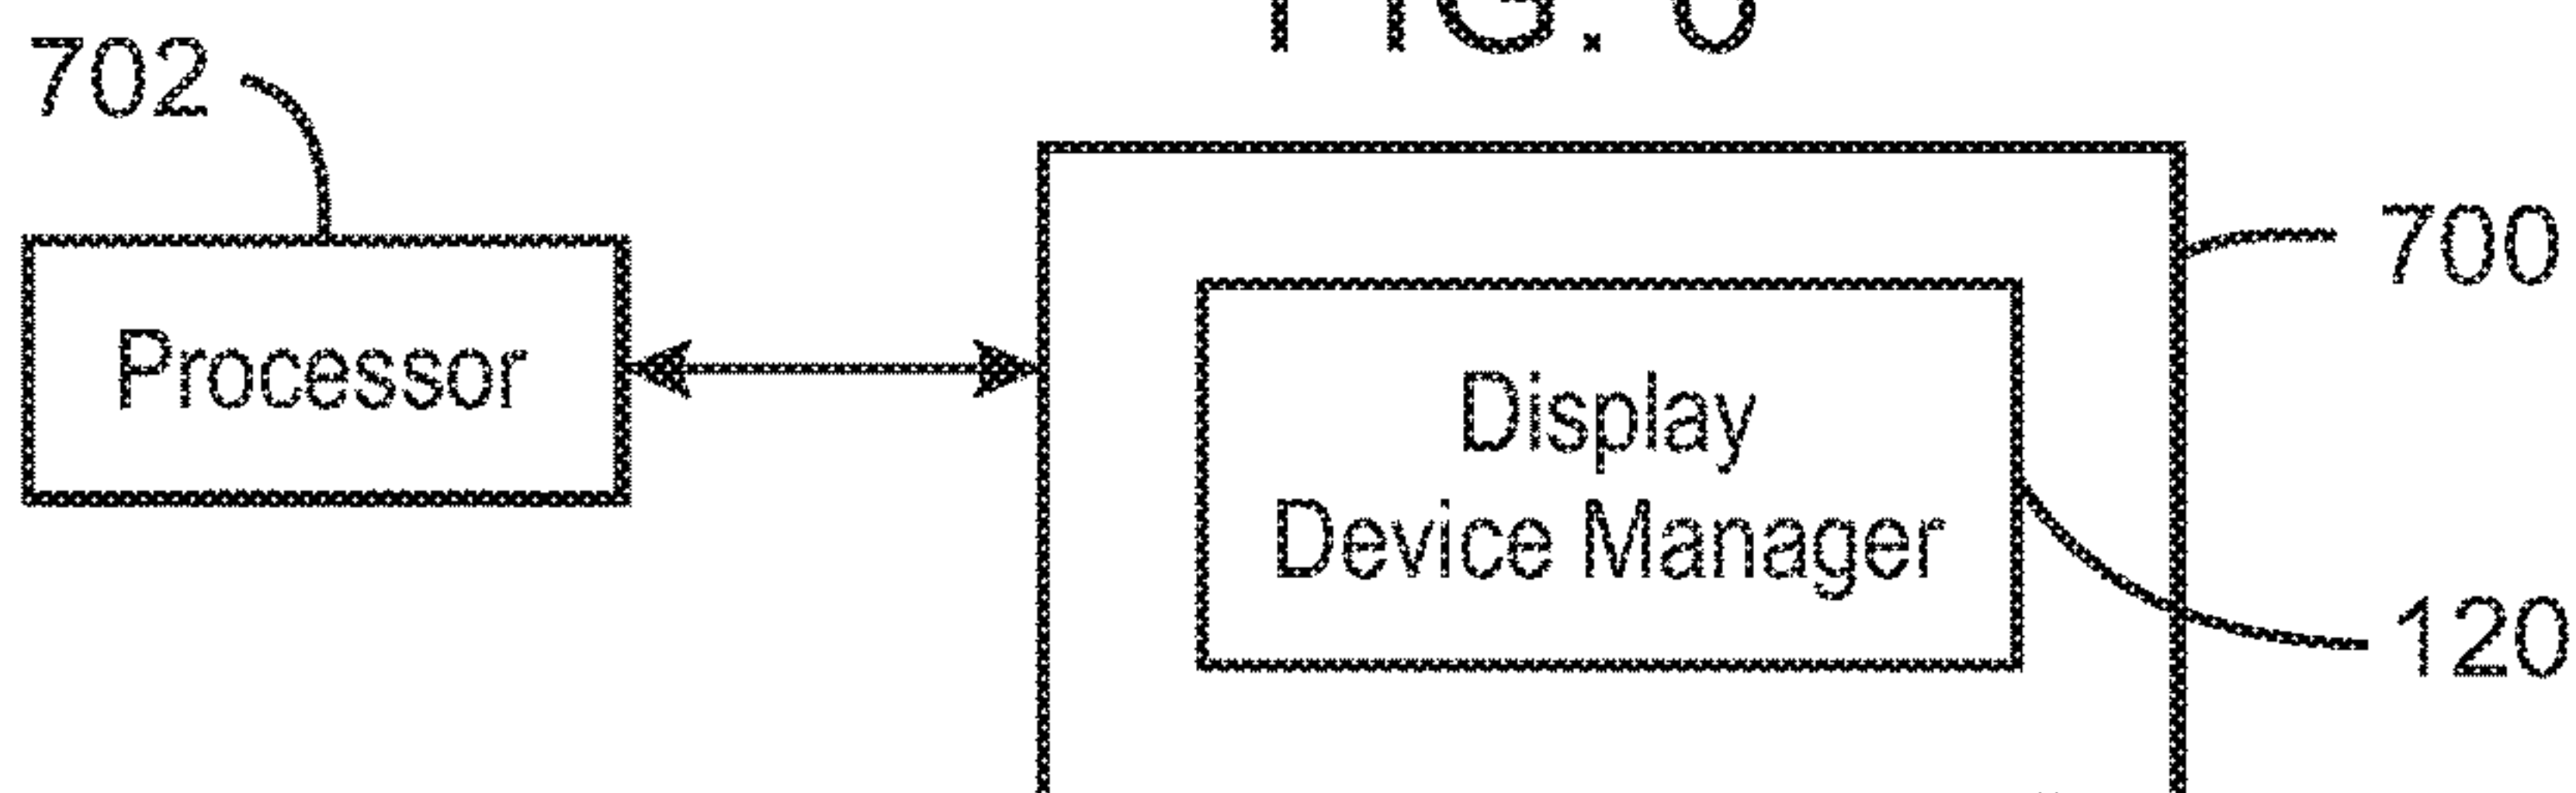 702
700
Processor
Display
Device Manager
120